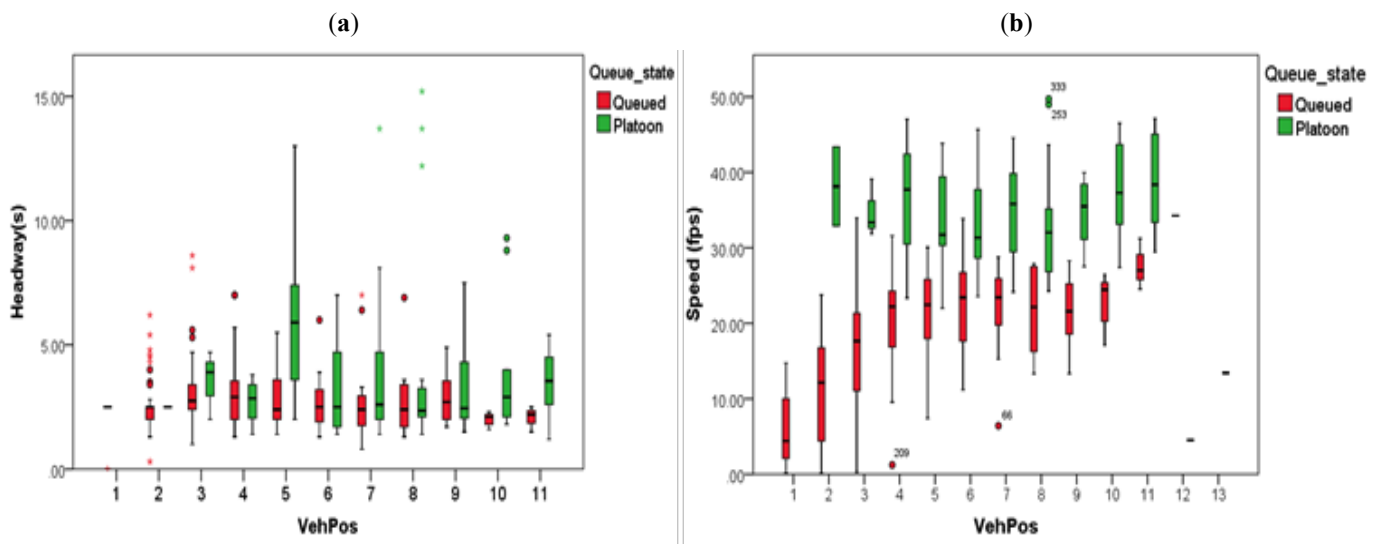 (a)
Queue_state
Queued
Platoon
15.00
10.00
5.00
.00
Headway(s)
1 2 3 4 5 6 7 8 9 10 11
VehPos
(b)
Queue_state
Queued
Platoon
50.00
40.00
30.00
20.00
10.00
.00
Speed (fps)
333
253
66
209
1 2 3 4 5 6 7 8 9 10 11 12 13
VehPos